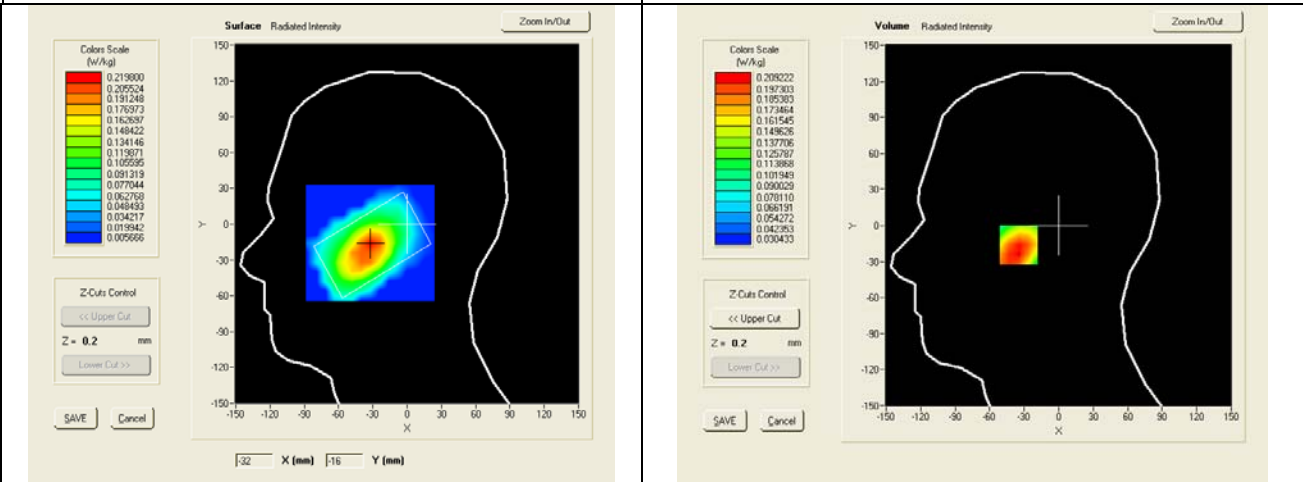 Surface Radiated Intensity
Zoom In/Out
Colors Scale
(W/kg)
0.219800
0.205524
0.191248
0.176973
0.162697
0.148422
0.134146
0.119871
0.105595
0.091319
0.077044
0.062768
0.048493
0.034217
0.019942
0.005666
150
120
90
60
30
0
-30
-60
-90
-120
-150
Y
-150 -120 -90 -60 -30 0 30 60 90 120 150
X
Z-Cuts Control
<< Upper Cut
Z = 0.2 mm
Lower Cut >>
SAVE Cancel
-32 X (mm) -16 Y (mm)
Volume Radiated Intensity
Zoom In/Out
Colors Scale
(W/kg)
0.209222
0.197303
0.185383
0.173464
0.161545
0.149626
0.137706
0.125787
0.113868
0.101949
0.090029
0.078110
0.066191
0.054272
0.042353
0.030433
150
120
90
60
30
0
-30
-60
-90
-120
-150
Y
-150 -120 -90 -60 -30 0 30 60 90 120 150
X
Z-Cuts Control
<< Upper Cut
Z = 0.2 mm
Lower Cut >>
SAVE Cancel